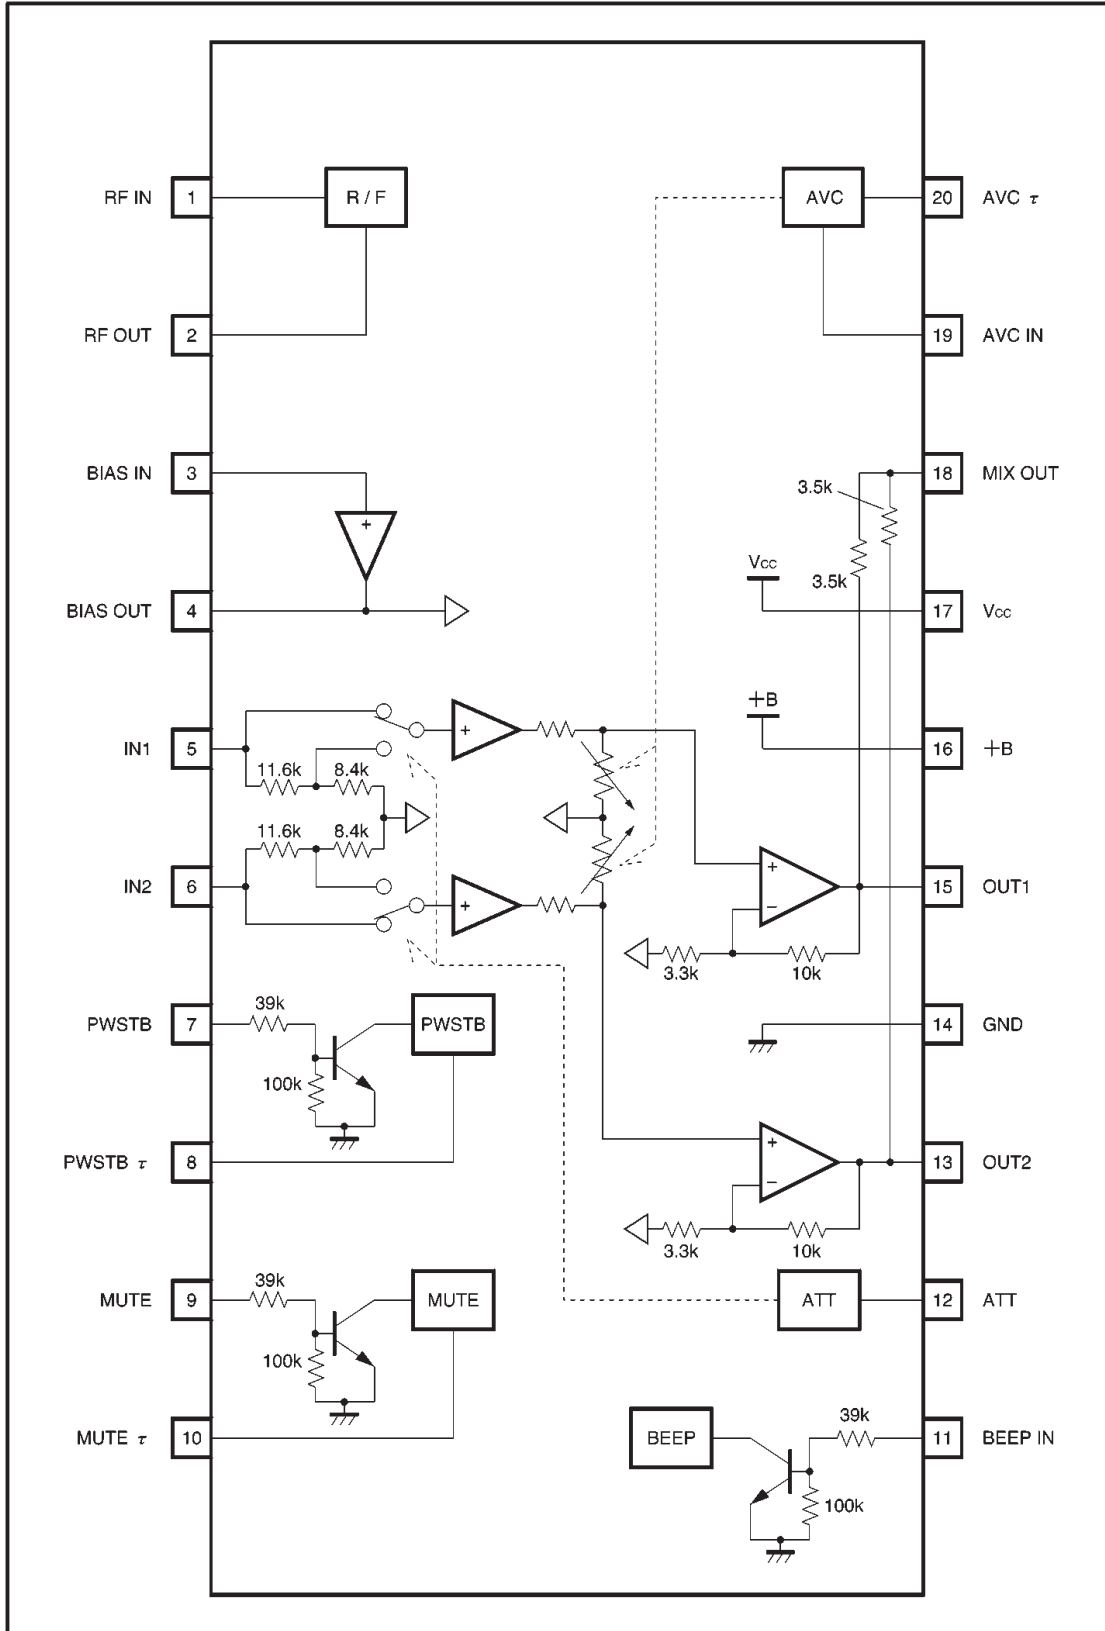 RF IN 1 R / F AVC 20 AVC τ
RF OUT 2 19 AVC IN
BIAS IN 3 + 18 MIX OUT
3.5k
3.5k
Vcc
BIAS OUT 4 17 Vcc
+B
IN1 5 + 16 +B
11.6k 8.4k
11.6k 8.4k
IN2 6 + + − 15 OUT1
3.3k 10k
39k
PWSTB 7 PWSTB 14 GND
100k
PWSTB τ 8 + − 13 OUT2
3.3k 10k
39k
MUTE 9 MUTE ATT 12 ATT
100k
39k
MUTE τ 10 BEEP 11 BEEP IN
100k